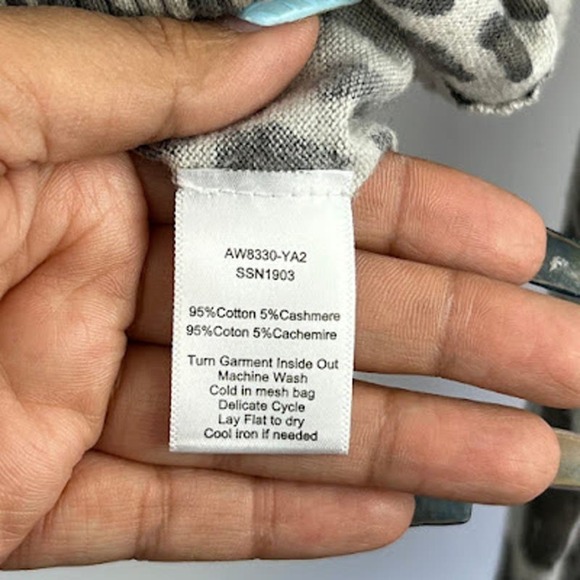 AW8330-YA2
SSN1903
95%Cotton 5%Cashmere
95%Coton 5%Cachemire
Turn Garment Inside Out
Machine Wash
Cold in mesh bag
Delicate Cycle
Lay Flat to dry
Cool iron if needed